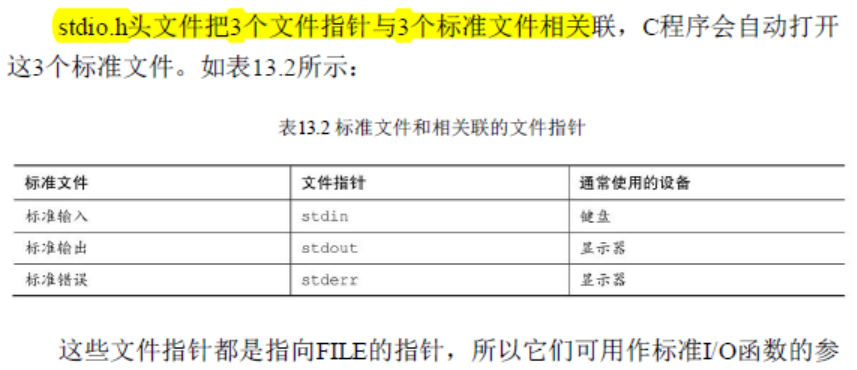 stdio.h头文件把3个文件指针与3个标准文件相关联，C程序会自动打开
这3个标准文件。如表13.2所示：
表13.2 标准文件和相关联的文件指针
标准文件 文件指针 通常使用的设备
标准输入 stdin 键盘
标准输出 stdout 显示器
标准错误 stderr 显示器
这些文件指针都是指向FILE的指针，所以它们可用作标准I/O函数的参